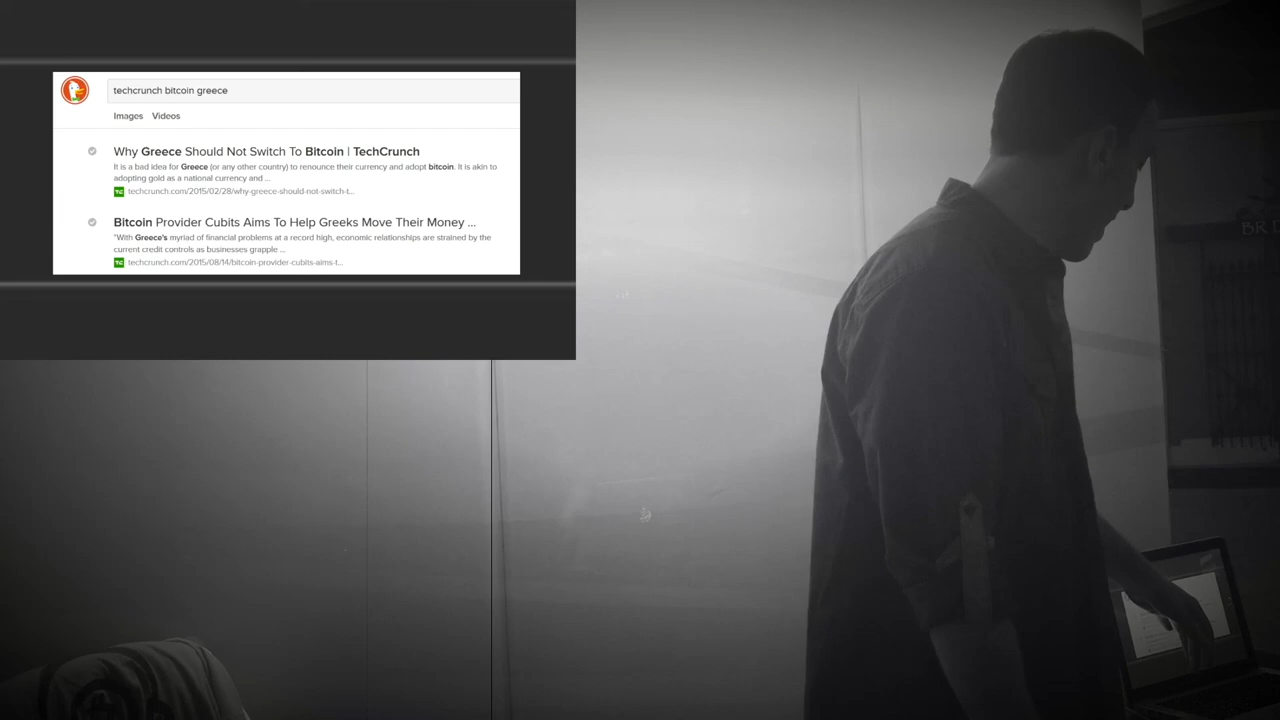 techcrunch bitcoin greece
Images Videos
Why Greece Should Not Switch To Bitcoin | TechCrunch
It is a bad idea for Greece (or any other country) to renounce their currency and adopt bitcoin. It is akin to
adopting gold as a national currency and ...
techcrunch.com/2015/02/28/why-greece-should-not-switch-t...
Bitcoin Provider Cubits Aims To Help Greeks Move Their Money ...
"With Greece's myriad of financial problems at a record high, economic relationships are strained by the
current credit controls as businesses grapple ...
techcrunch.com/2015/08/14/bitcoin-provider-cubits-aims-t...